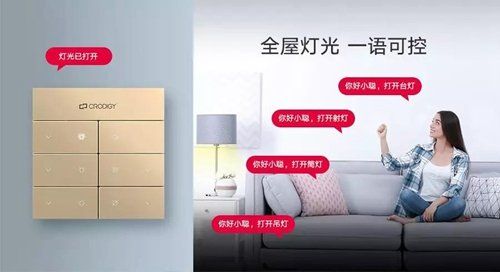 灯光已打开
CRODIGY
全屋灯光 一语可控
你好小聪，打开台灯
你好小聪，打开射灯
你好小聪，打开筒灯
你好小聪，打开吊灯